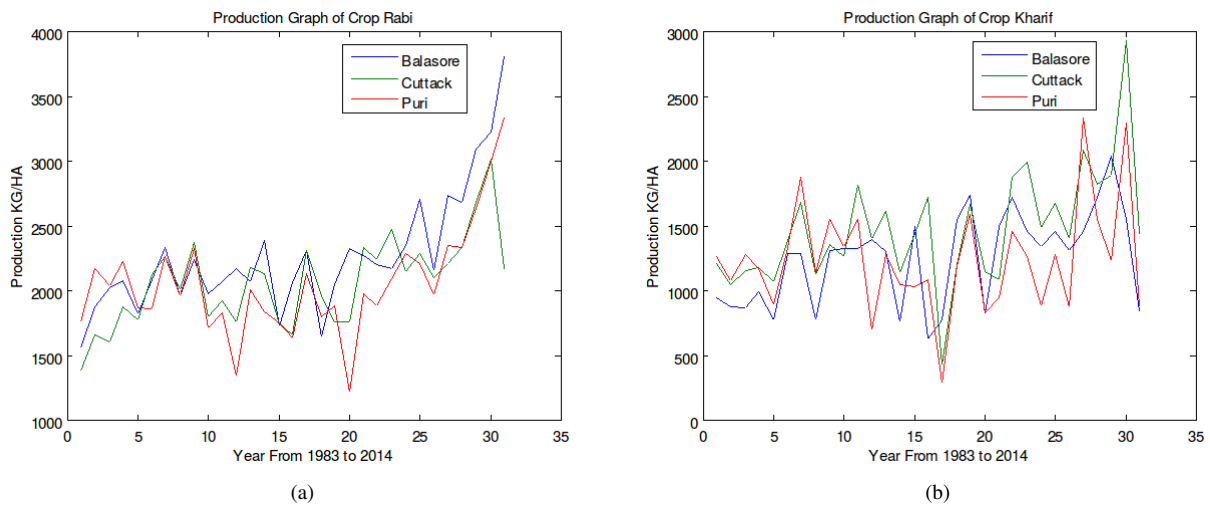 Production Graph of Crop Rabi
4000
3500
3000
2500
2000
1500
1000
Production KG/HA
Balasore
Cuttack
Puri
0 5 10 15 20 25 30 35
Year From 1983 to 2014
(a)
Production Graph of Crop Kharif
3000
2500
2000
1500
1000
500
0
Production KG/HA
Balasore
Cuttack
Puri
0 5 10 15 20 25 30 35
Year From 1983 to 2014
(b)